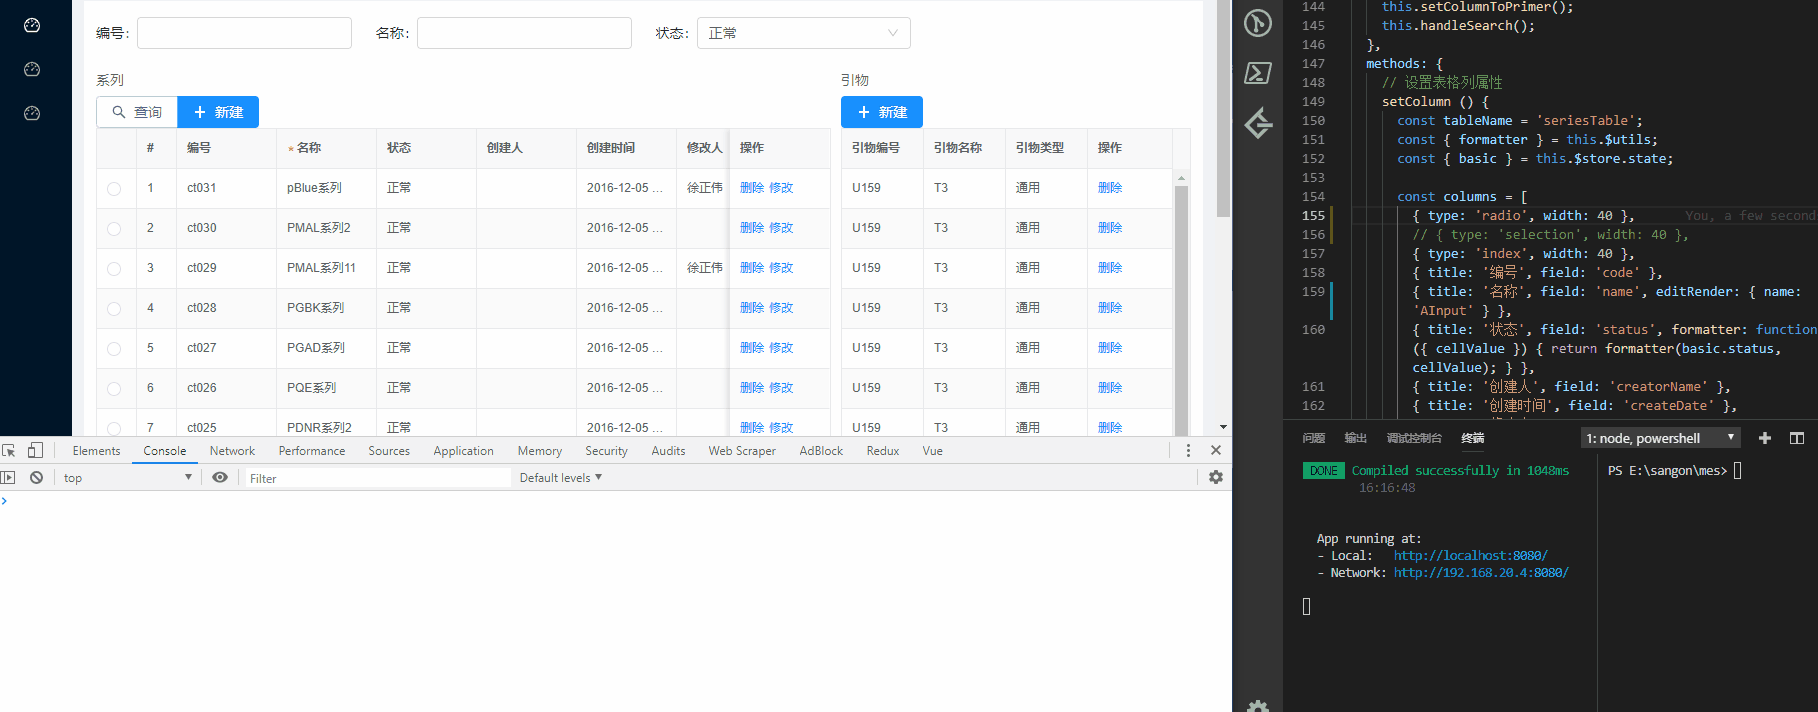 编号:
名称:
状态: 正常
系列
查询 + 新建
# 编号 名称 状态 创建人 创建时间 修改人 操作
1 ct031 pBlue系列 正常 2016-12-05 ... 徐正伟 删除 修改
2 ct030 PMAL系列2 正常 2016-12-05 ... 删除 修改
3 ct029 PMAL系列11 正常 2016-12-05 ... 徐正伟 删除 修改
4 ct028 PGBK系列 正常 2016-12-05 ... 删除 修改
5 ct027 PGAD系列 正常 2016-12-05 ... 删除 修改
6 ct026 PQE系列 正常 2016-12-05 ... 删除 修改
7 ct025 PDNR系列2 正常 2016-12-05 ... 删除 修改
引物
+ 新建
引物编号 引物名称 引物类型 操作
U159 T3 通用 删除
U159 T3 通用 删除
U159 T3 通用 删除
U159 T3 通用 删除
U159 T3 通用 删除
U159 T3 通用 删除
U159 T3 通用 删除
Elements Console Network Performance Sources Application Memory Security Audits Web Scraper AdBlock Redux Vue
top Filter Default levels
144 this.setColumnToPrimer();
145 this.handleSearch();
146 },
147 methods: {
148 // 设置表格列属性
149 setColumn () {
150 const tableName = 'seriesTable';
151 const { formatter } = this.$utils;
152 const { basic } = this.$store.state;
153
154 const columns = [
155 { type: 'radio', width: 40 }, You, a few second
156 // { type: 'selection', width: 40 },
157 { type: 'index', width: 40 },
158 { title: '编号', field: 'code' },
159 { title: '名称', field: 'name', editRender: { name:
'AInput' } },
160 { title: '状态', field: 'status', formatter: function
({ cellValue }) { return formatter(basic.status,
cellValue); } },
161 { title: '创建人', field: 'creatorName' },
162 { title: '创建时间', field: 'createDate' },
问题 输出 调试控制台 终端 1: node, powershell
DONE Compiled successfully in 1048ms
16:16:48
App running at:
- Local: http://localhost:8080/
- Network: http://192.168.20.4:8080/
PS E:\sangon\mes>